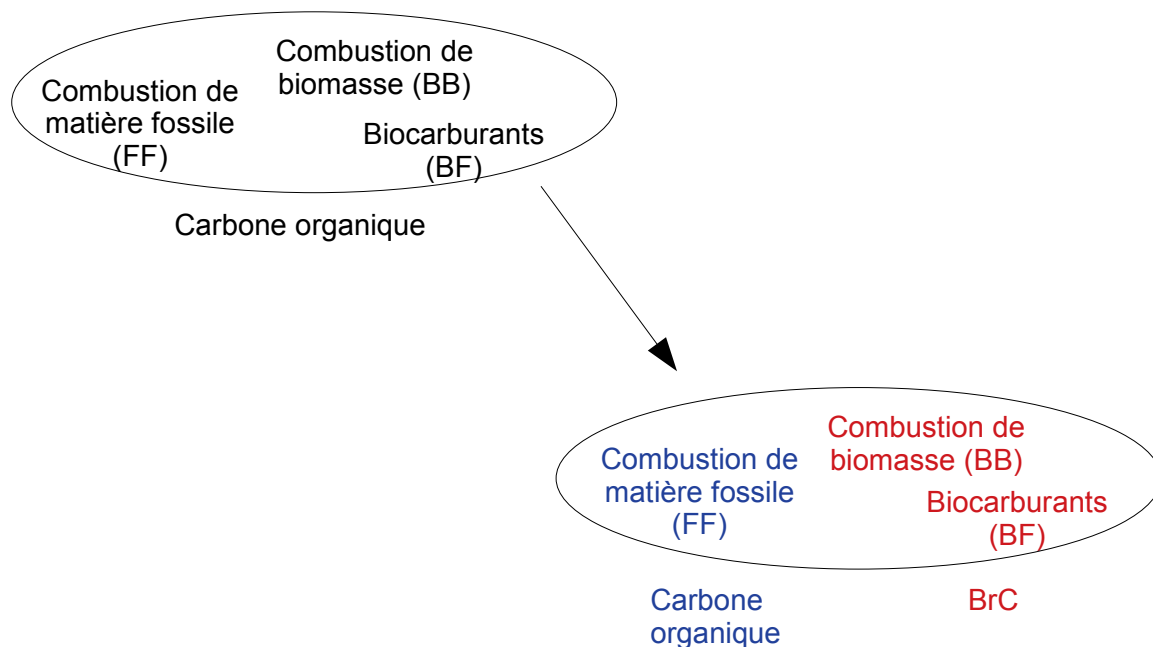 Combustion de
biomasse (BB)
Combustion de
matière fossile
(FF)
Biocarburants
(BF)
Carbone organique
Combustion de
biomasse (BB)
Combustion de
matière fossile
(FF)
Biocarburants
(BF)
Carbone
organique
BrC